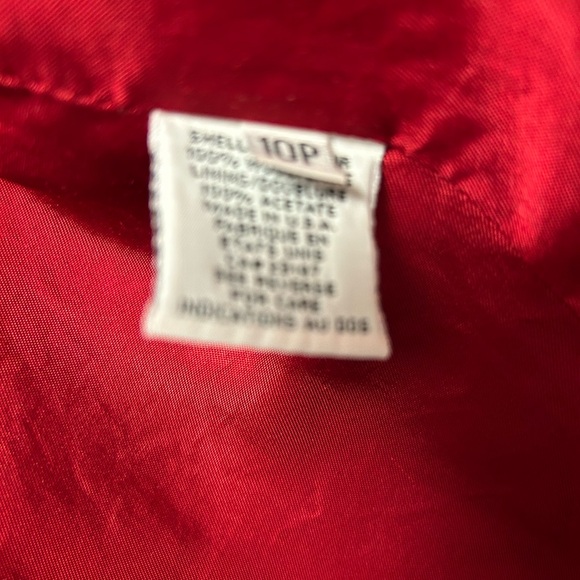 SHELL 10P
100%
LINING/DOUBLURE
100% ACETATE
MADE IN U.S.A.
FABRIQUE EN
ETATS UNIS
SEE REVERSE
FOR CARE
INDICATIONS AU DOS